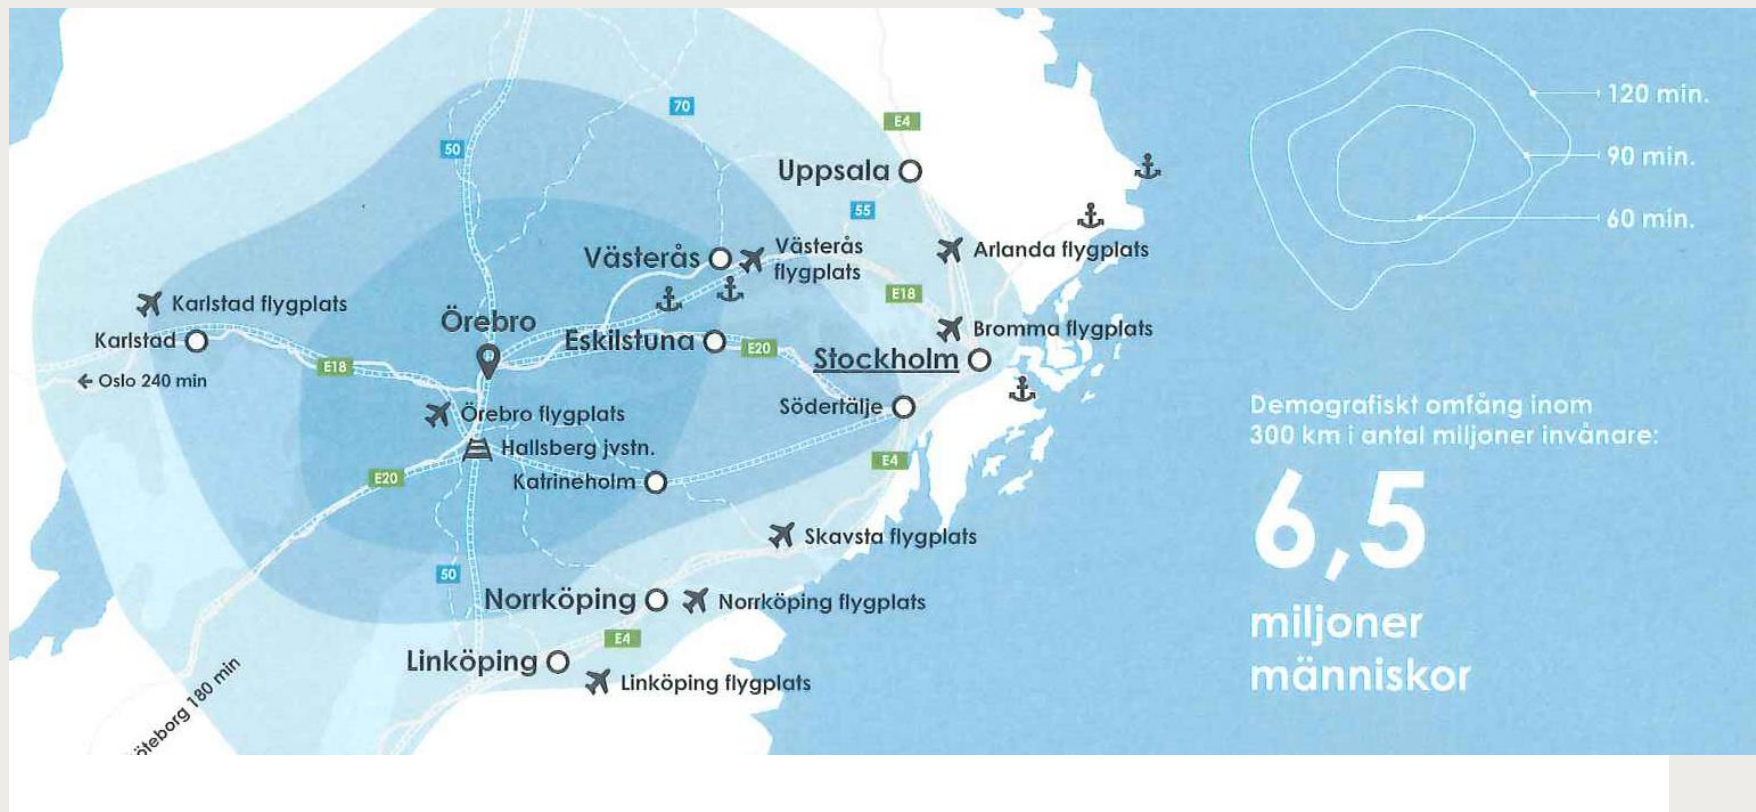 70
E4
50
Uppsala
55
Västerås
Västerås
flygplats
Arlanda flygplats
E18
Karlstad flygplats
Örebro
Bromma flygplats
Karlstad
Eskilstuna
E20
Stockholm
E18
← Oslo 240 min
Södertälje
Örebro flygplats
Hallsberg jvstn.
E4
E20
Katrineholm
Skavsta flygplats
50
Norrköping
Norrköping flygplats
E4
Linköping
Linköping flygplats
öteborg 180 min
120 min.
90 min.
60 min.
Demografiskt omfång inom
300 km i antal miljoner invånare:
6,5
miljoner
människor